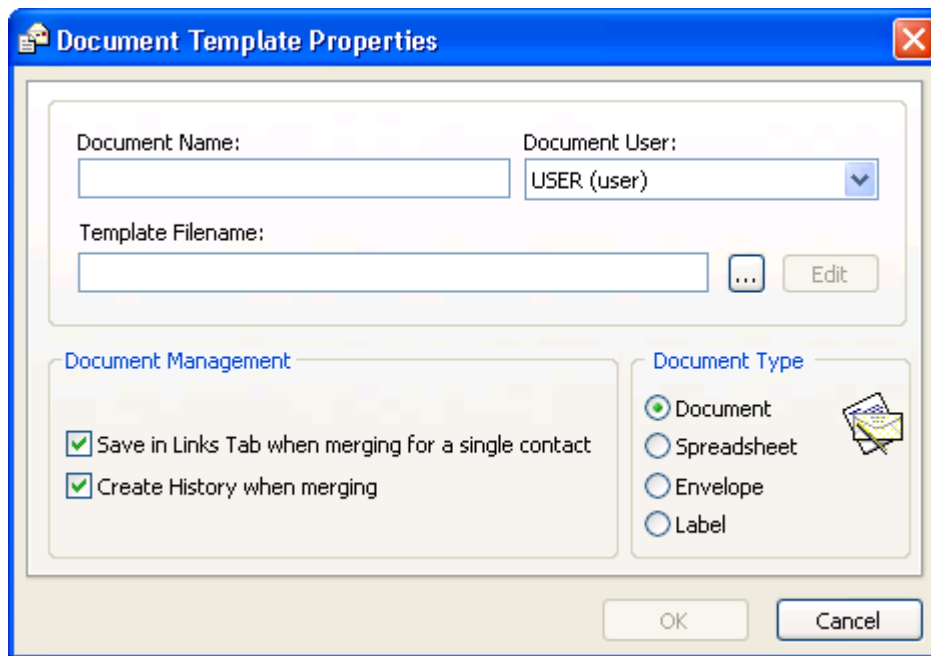 Document Template Properties
Document Name:
Document User:
USER (user)
Template Filename:
...
Edit
Document Management
Save in Links Tab when merging for a single contact
Create History when merging
Document Type
Document
Spreadsheet
Envelope
Label
OK
Cancel